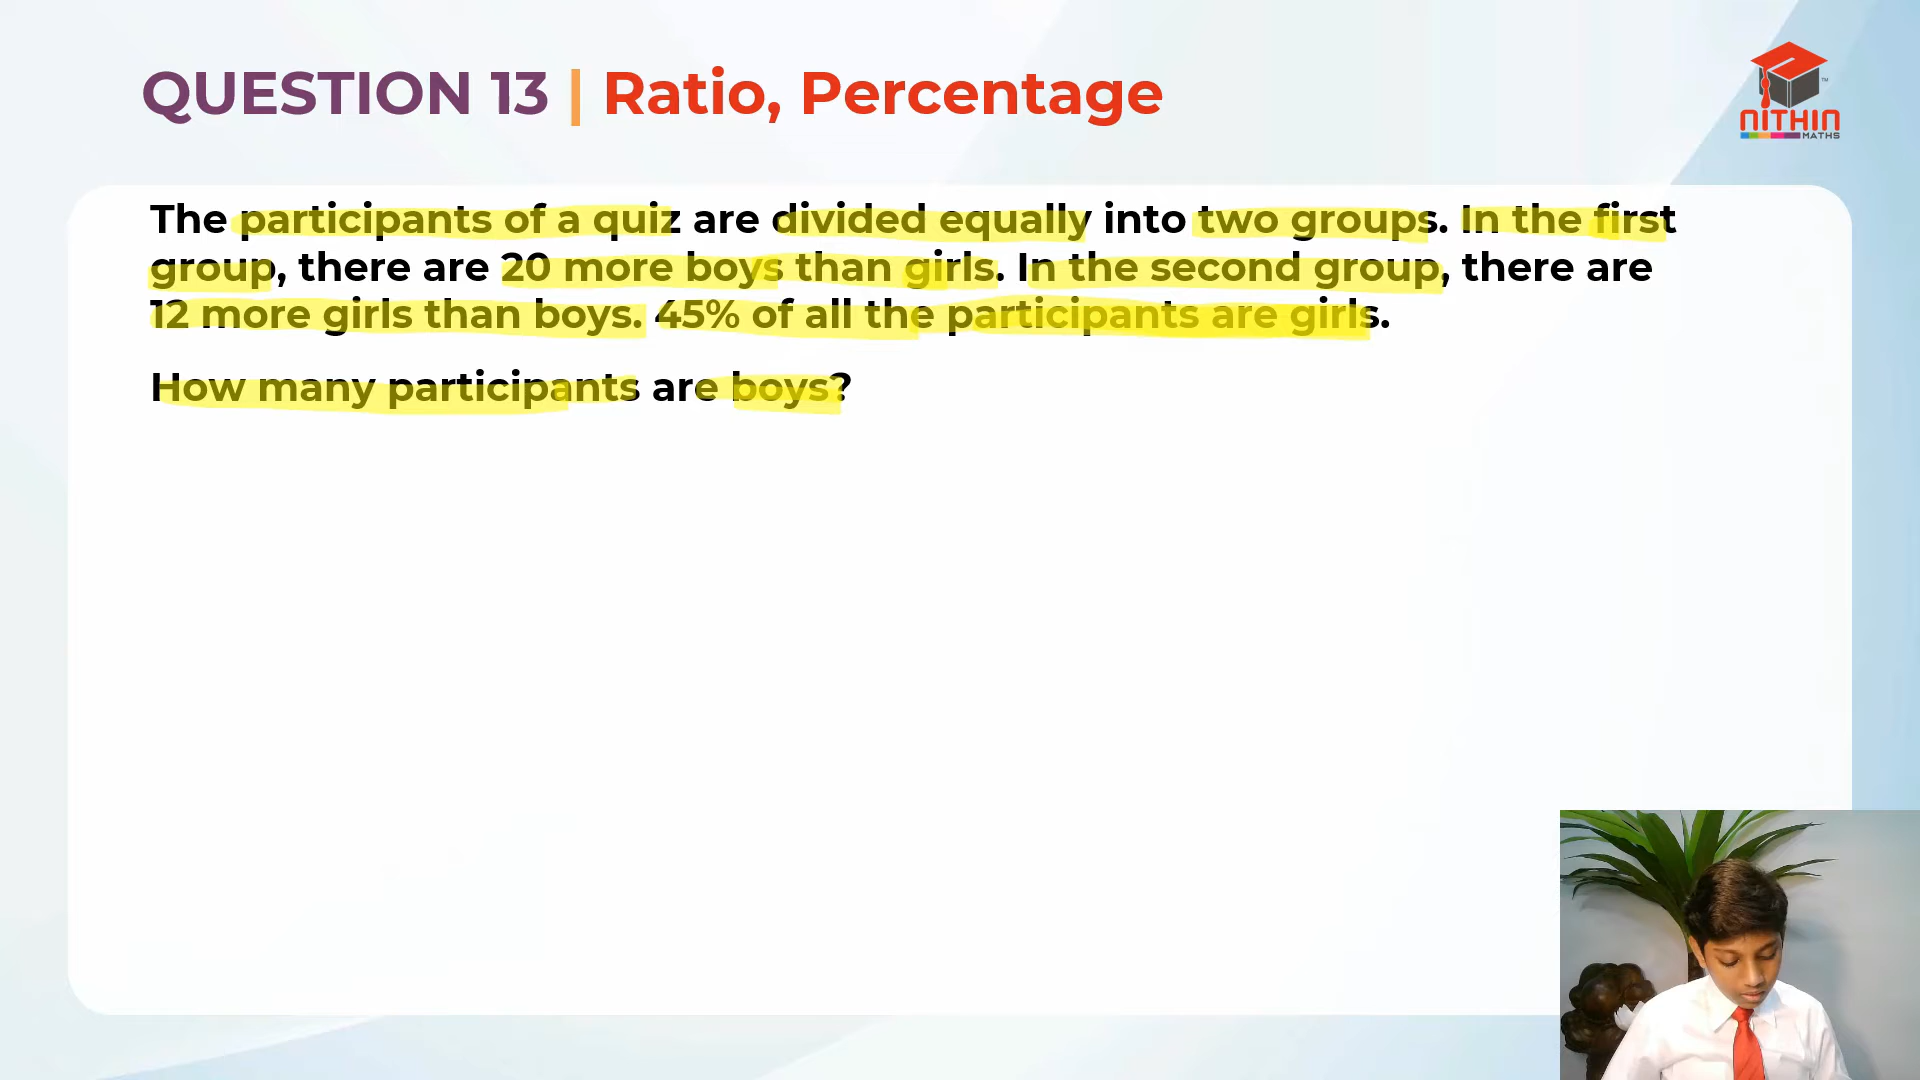 QUESTION 13 | Ratio, Percentage
NITHIN
MATHS
TM
The participants of a quiz are divided equally into two groups. In the first
group, there are 20 more boys than girls. In the second group, there are
12 more girls than boys. 45% of all the participants are girls.
How many participants are boys?